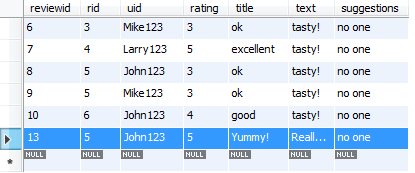 reviewid rid uid rating title text suggestions
6 3 Mike123 3 ok tasty! no one
7 4 Larry123 5 excellent tasty! no one
8 5 John123 3 ok tasty! no one
9 5 Mike123 3 ok tasty! no one
10 6 John123 4 good tasty! no one
13 5 John123 5 Yummy! Reall... no one
NULL NULL NULL NULL NULL NULL NULL